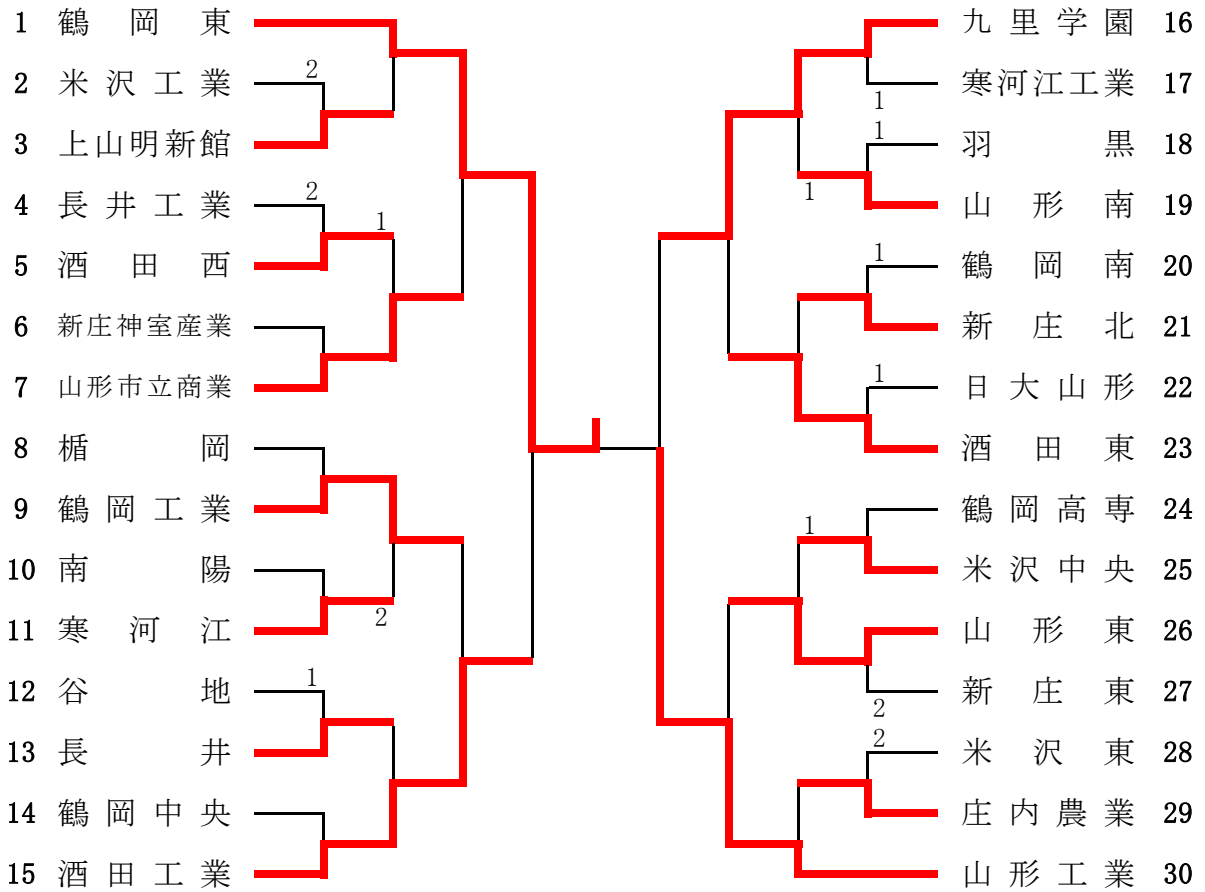 1 鶴岡東
2 米沢工業 2
3 上山明新館
4 長井工業 2
1
5 酒田西
6 新庄神室産業
7 山形市立商業
8 楯岡
9 鶴岡工業
10 南陽
11 寒河江
2
12 谷地 1
13 長井
14 鶴岡中央
15 酒田工業
九里学園 16
寒河江工業 17
1
1 羽黒 18
1
山形南 19
1 鶴岡南 20
新庄北 21
1 日大山形 22
酒田東 23
鶴岡高専 24
1
米沢中央 25
山形東 26
新庄東 27
2
2 米沢東 28
庄内農業 29
山形工業 30